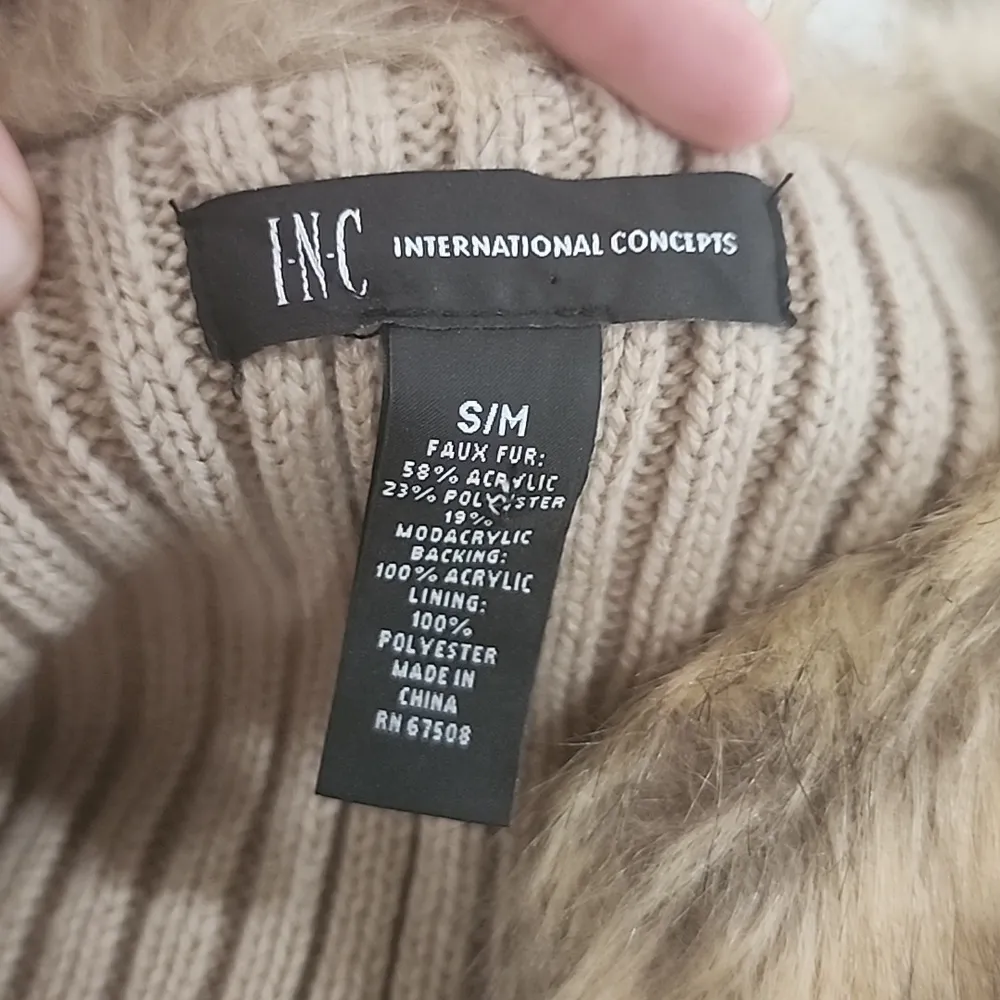 I·N·C INTERNATIONAL CONCEPTS
S/M
FAUX FUR:
58% ACRYLIC
23% POLYESTER
19%
MODACRYLIC
BACKING:
100% ACRYLIC
LINING:
100%
POLYESTER
MADE IN
CHINA
RN 67508